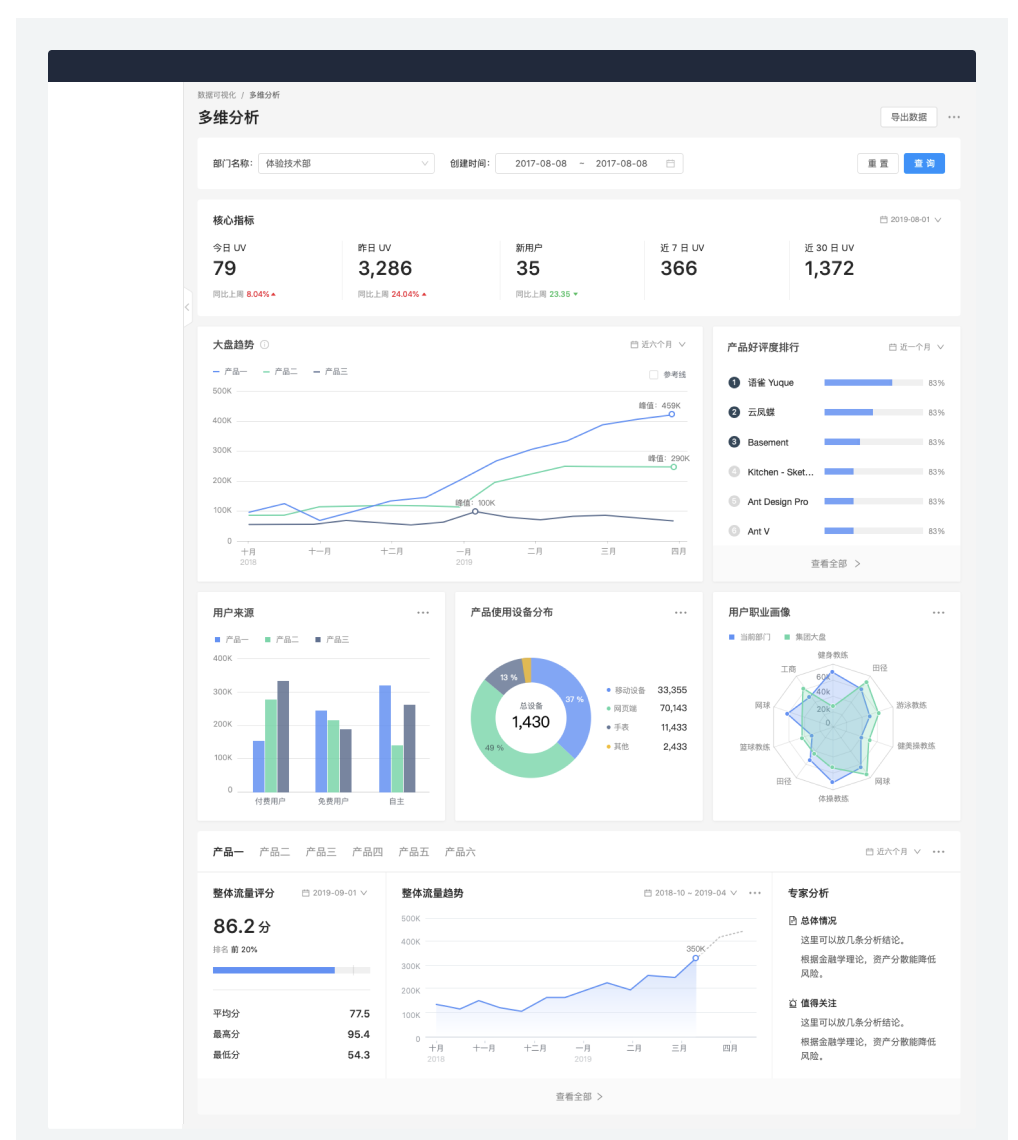 数据可视化 / 多维分析
多维分析
导出数据 ···
部门名称: 体验技术部
创建时间: 2017-08-08 ~ 2017-08-08
重 置 查 询
核心指标
2019-08-01
今日 UV
79
同比上周 8.04%
昨日 UV
3,286
同比上周 24.04%
新用户
35
同比上周 23.35
近 7 日 UV
366
近 30 日 UV
1,372
大盘趋势
近六个月
产品一 产品二 产品三
参考线
500K
400K
300K
200K
100K
0
峰值: 459K
峰值: 290K
峰值: 100K
十月 十一月 十二月 一月 二月 三月 四月
2018 2019
产品好评度排行
近一个月
1 语雀 Yuque 83%
2 云凤蝶 83%
3 Basement 83%
4 Kitchen - Sket... 83%
5 Ant Design Pro 83%
6 Ant V 83%
查看全部 >
用户来源 ···
产品一 产品二 产品三
400K
300K
200K
100K
0
付费用户 免费用户 自主
产品使用设备分布 ···
13 %
37 %
49 %
总设备
1,430
移动设备 33,355
网页端 70,143
手表 11,433
其他 2,433
用户职业画像 ···
当前部门 集团大盘
健身教练
田径
游泳教练
健美操教练
网球
体操教练
田径
篮球教练
网球
工商
60K
40k
20k
0
产品一 产品二 产品三 产品四 产品五 产品六
近六个月 ···
整体流量评分
2019-09-01
86.2 分
排名 前 20%
平均分 77.5
最高分 95.4
最低分 54.3
整体流量趋势
2018-10 ~ 2019-04 ···
500K
400K
300K
200K
100K
0
350K
十月 十一月 十二月 一月 二月 三月 四月
2018 2019
专家分析
总体情况
这里可以放几条分析结论。
根据金融学理论，资产分散能降低
风险。
值得关注
这里可以放几条分析结论。
根据金融学理论，资产分散能降低
风险。
查看全部 >